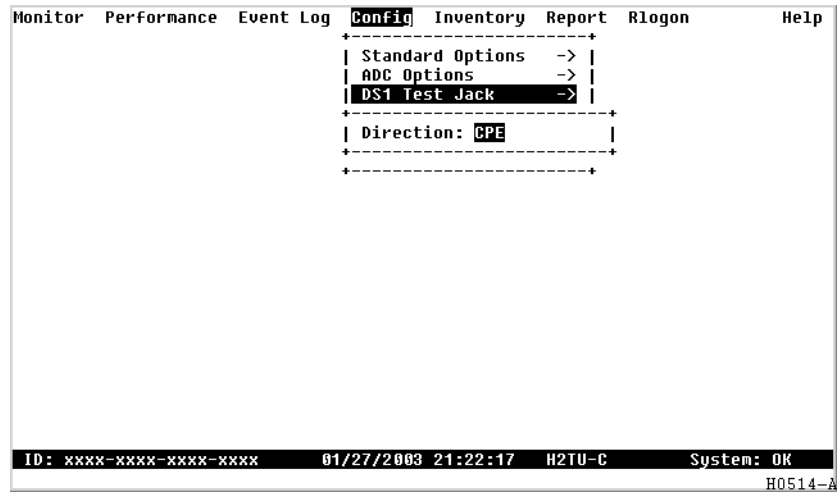 Monitor Performance Event Log Config Inventory Report Rlogon Help
Standard Options ->
ADC Options ->
DS1 Test Jack ->
Direction: CPE
ID: xxxx-xxxx-xxxx-xxxx 01/27/2003 21:22:17 H2TU-C System: OK
H0514-A